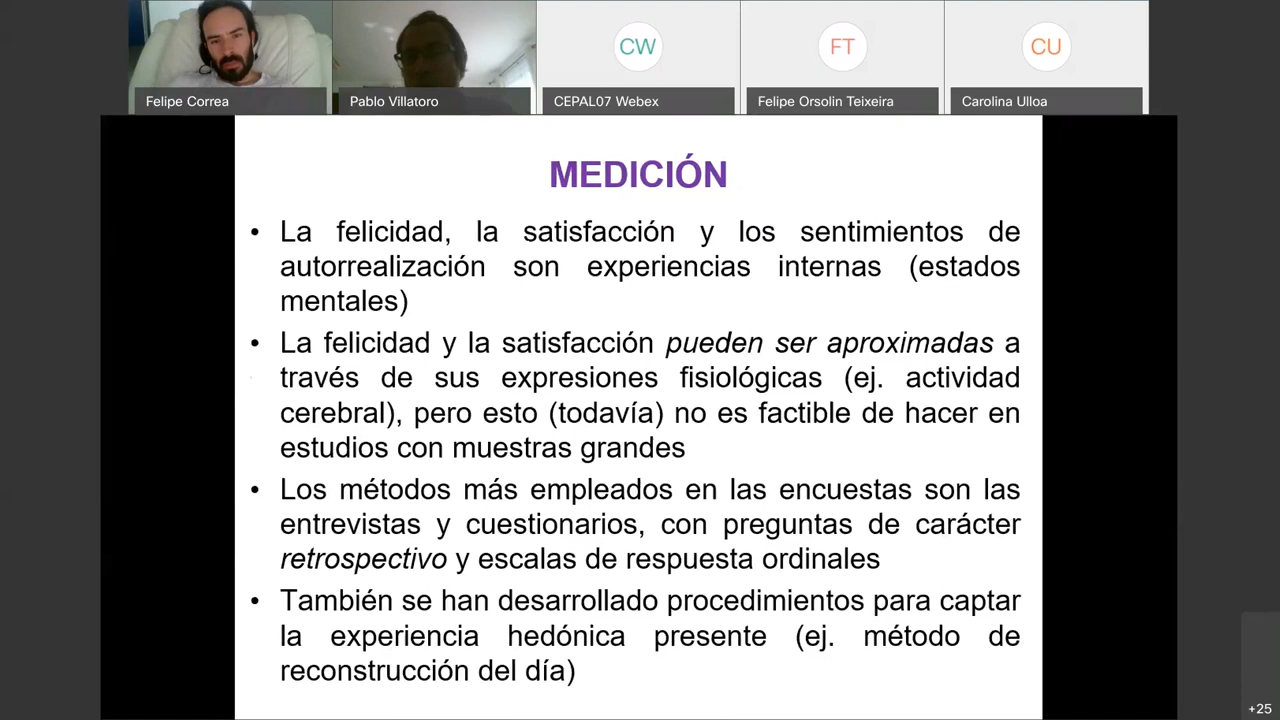 CW
FT
CU
Felipe Correa
Pablo Villatoro
CEPAL07 Webex
Felipe Orsolin Teixeira
Carolina Ulloa
MEDICIÓN
• La felicidad, la satisfacción y los sentimientos de
autorrealización son experiencias internas (estados
mentales)
• La felicidad y la satisfacción pueden ser aproximadas a
través de sus expresiones fisiológicas (ej. actividad
cerebral), pero esto (todavía) no es factible de hacer en
estudios con muestras grandes
• Los métodos más empleados en las encuestas son las
entrevistas y cuestionarios, con preguntas de carácter
retrospectivo y escalas de respuesta ordinales
• También se han desarrollado procedimientos para captar
la experiencia hedónica presente (ej. método de
reconstrucción del día)
+25